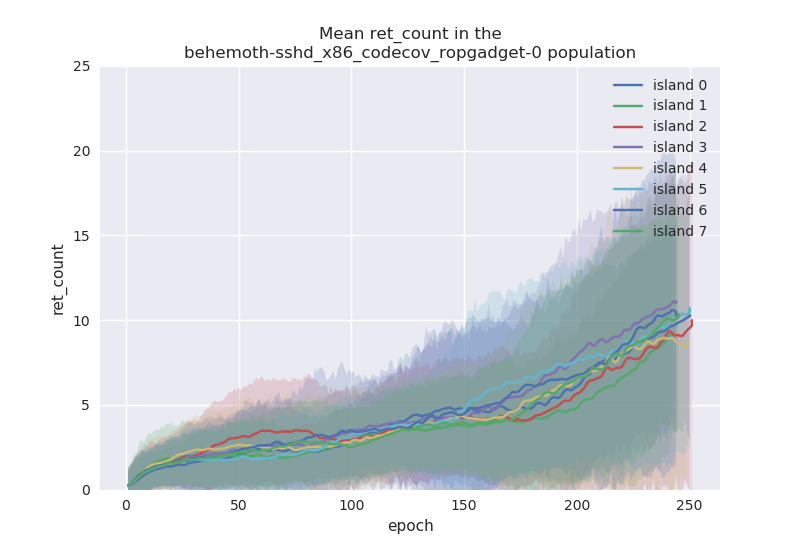 Mean ret_count in the
behemoth-sshd_x86_codecov_ropgadget-0 population
25
20
15
10
5
0
ret_count
0 50 100 150 200 250
epoch
island 0
island 1
island 2
island 3
island 4
island 5
island 6
island 7